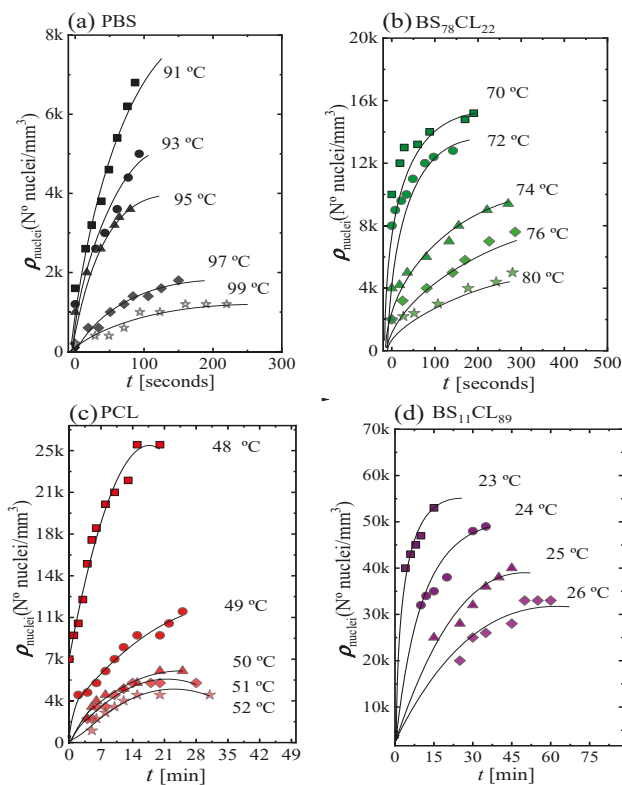 (a) PBS
8k
6k
4k
2k
0
0 100 200 300
91 ºC
93 ºC
95 ºC
97 ºC
99 ºC
ρnuclei(Nº nuclei/mm³)
t [seconds]
(b) BS₇₈CL₂₂
20k
16k
12k
8k
4k
0
0 100 200 300 400 500
70 ºC
72 ºC
74 ºC
76 ºC
80 ºC
ρnuclei(Nº nuclei/mm³)
t [seconds]
(c) PCL
25k
21k
18k
14k
11k
7k
4k
0
7 14 21 28 35 42 49
48 ºC
49 ºC
50 ºC
51 ºC
52 ºC
ρnuclei(Nº nuclei/mm³)
t [min]
(d) BS₁₁CL₈₉
70k
60k
50k
40k
30k
20k
10k
0
0 15 30 45 60 75
23 ºC
24 ºC
25 ºC
26 ºC
ρnuclei(Nº nuclei/mm³)
t [min]